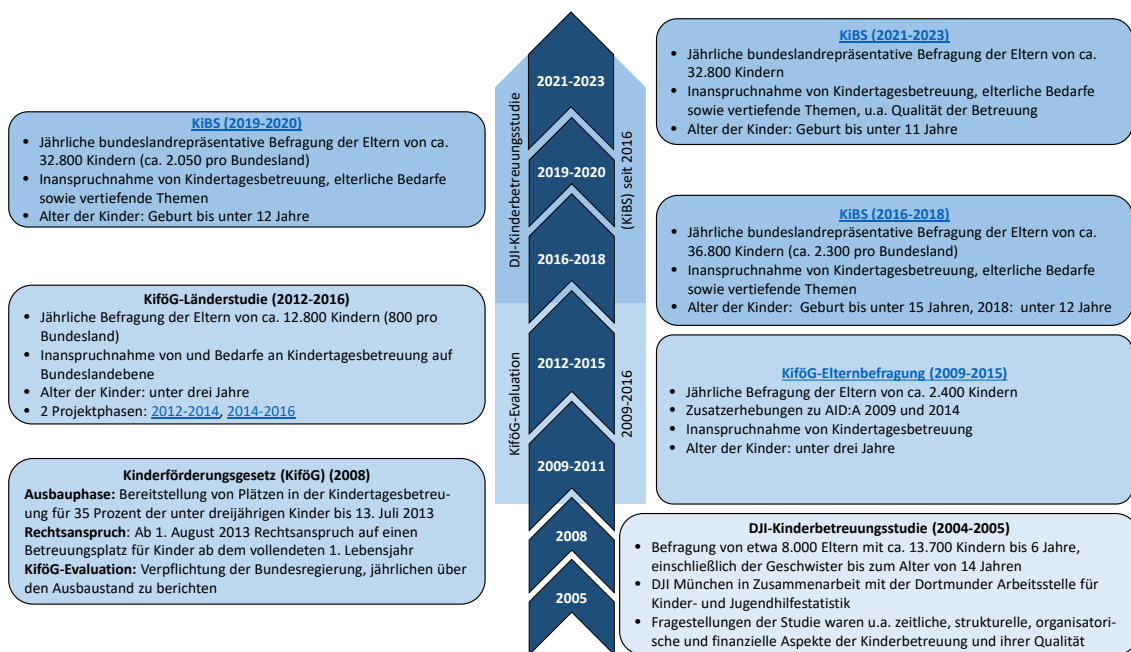 KiBS (2021-2023)
• Jährliche bundeslandrepräsentative Befragung der Eltern von ca.
32.800 Kindern
• Inanspruchnahme von Kindertagesbetreuung, elterliche Bedarfe
sowie vertiefende Themen, u.a. Qualität der Betreuung
• Alter der Kinder: Geburt bis unter 11 Jahre
KiBS (2019-2020)
• Jährliche bundeslandrepräsentative Befragung der Eltern von ca.
32.800 Kindern (ca. 2.050 pro Bundesland)
• Inanspruchnahme von Kindertagesbetreuung, elterliche Bedarfe
sowie vertiefende Themen
• Alter der Kinder: Geburt bis unter 12 Jahre
KiBS (2016-2018)
• Jährliche bundeslandrepräsentative Befragung der Eltern von ca.
36.800 Kindern (ca. 2.300 pro Bundesland)
• Inanspruchnahme von Kindertagesbetreuung, elterliche Bedarfe
sowie vertiefende Themen
• Alter der Kinder: Geburt bis unter 15 Jahren, 2018: unter 12 Jahre
KiföG-Länderstudie (2012-2016)
• Jährliche Befragung der Eltern von ca. 12.800 Kindern (800 pro
Bundesland)
• Inanspruchnahme von und Bedarfe an Kindertagesbetreuung auf
Bundeslandebene
• Alter der Kinder: unter drei Jahre
• 2 Projektphasen: 2012-2014, 2014-2016
KiföG-Elternbefragung (2009-2015)
• Jährliche Befragung der Eltern von ca. 2.400 Kindern
• Zusatzerhebungen zu AID:A 2009 und 2014
• Inanspruchnahme von Kindertagesbetreuung
• Alter der Kinder: unter drei Jahre
Kinderförderungsgesetz (KiföG) (2008)
Ausbauphase: Bereitstellung von Plätzen in der Kindertagesbetreu-
ung für 35 Prozent der unter dreijährigen Kinder bis 13. Juli 2013
Rechtsanspruch: Ab 1. August 2013 Rechtsanspruch auf einen
Betreuungsplatz für Kinder ab dem vollendeten 1. Lebensjahr
KiföG-Evaluation: Verpflichtung der Bundesregierung, jährlichen über
den Ausbaustand zu berichten
DJI-Kinderbetreuungsstudie (2004-2005)
• Befragung von etwa 8.000 Eltern mit ca. 13.700 Kindern bis 6 Jahre,
einschließlich der Geschwister bis zum Alter von 14 Jahren
• DJI München in Zusammenarbeit mit der Dortmunder Arbeitsstelle für
Kinder- und Jugendhilfestatistik
• Fragestellungen der Studie waren u.a. zeitliche, strukturelle, organisatori-
sche und finanzielle Aspekte der Kinderbetreuung und ihrer Qualität
2021-2023
2019-2020
2016-2018
2012-2015
2009-2011
2008
2005
DJI-Kinderbetreuungsstudie
(KiBS) seit 2016
KiföG-Evaluation
2009-2016